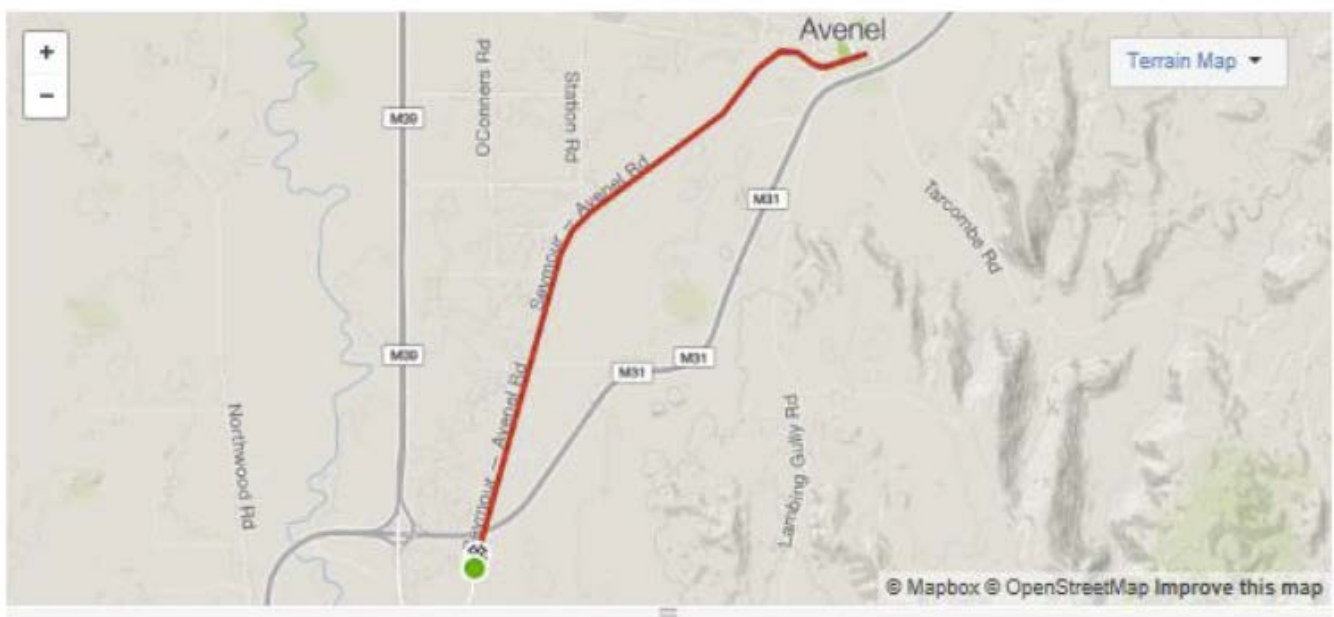 Avenel
+
Terrain Map
−
OConners Rd
Station Rd
M39
Seymour – Avenel Rd
M31
Tarcombe Rd
M39
M31
M31
Seymour – Avenel Rd
Northwood Rd
Lambing Gully Rd
© Mapbox © OpenStreetMap Improve this map